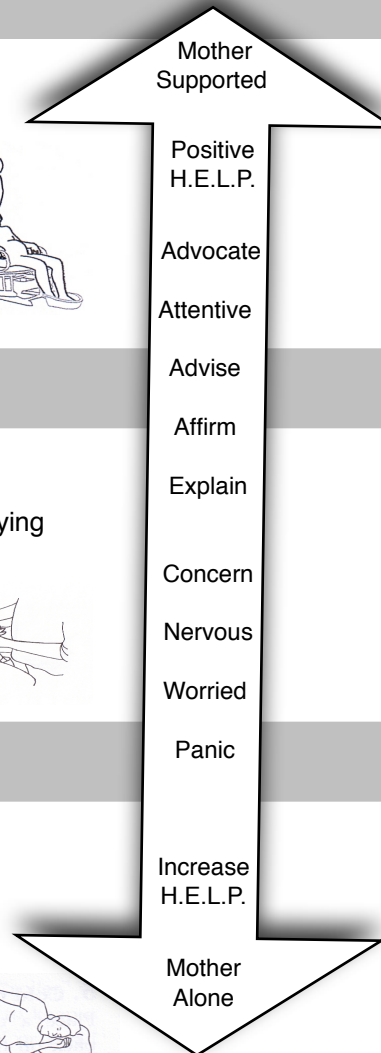 Mother
Supported
Positive
H.E.L.P.
Advocate
Attentive
Advise
Affirm
Explain
ying
Concern
Nervous
Worried
Panic
Increase
H.E.L.P.
Mother
Alone